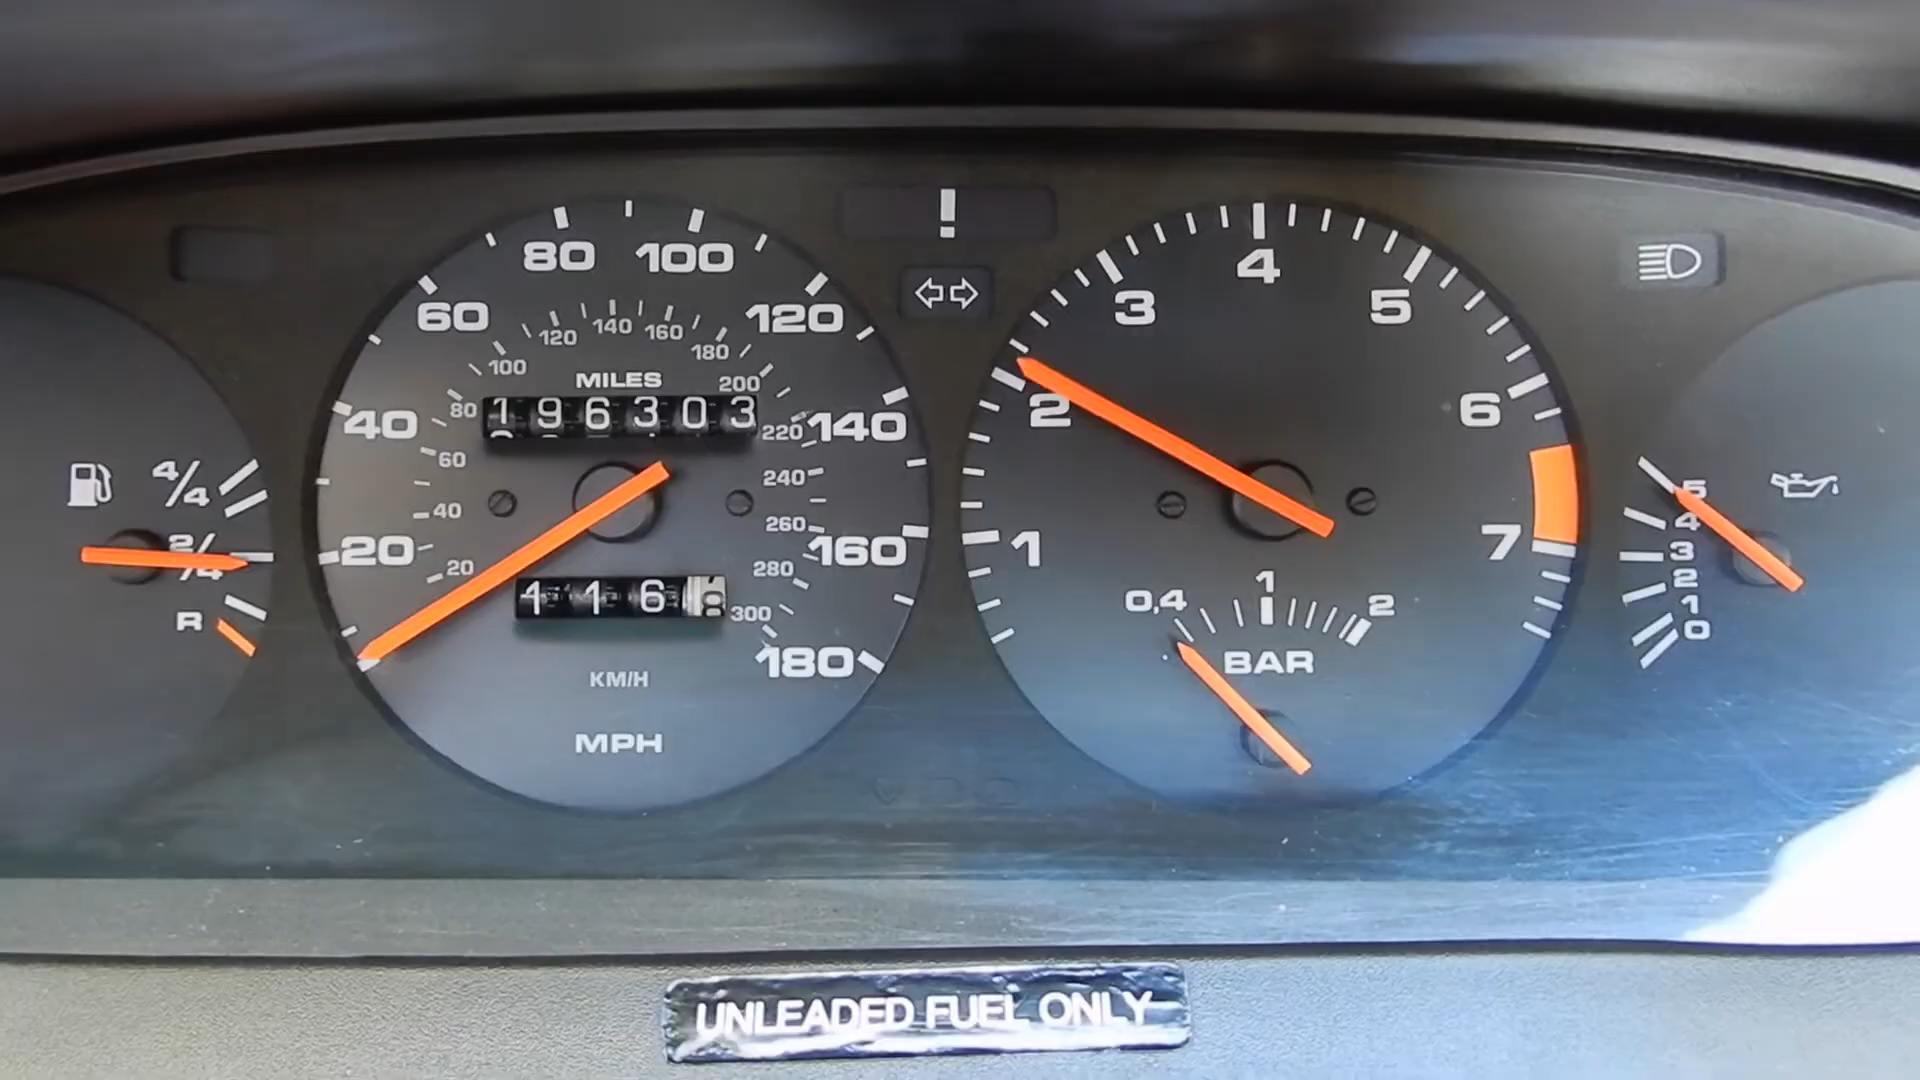 !
80 100
60 120
120 140 160
100 180
MILES
80 200
196303
40 220 140
60
240
40
260
20 160
20 280
116
300
180
KM/H
MPH
4/4
2/4
R
3 4 5
2 6
1 7
0,4 1 2
BAR
5
4
3
2
1
0
UNLEADED FUEL ONLY